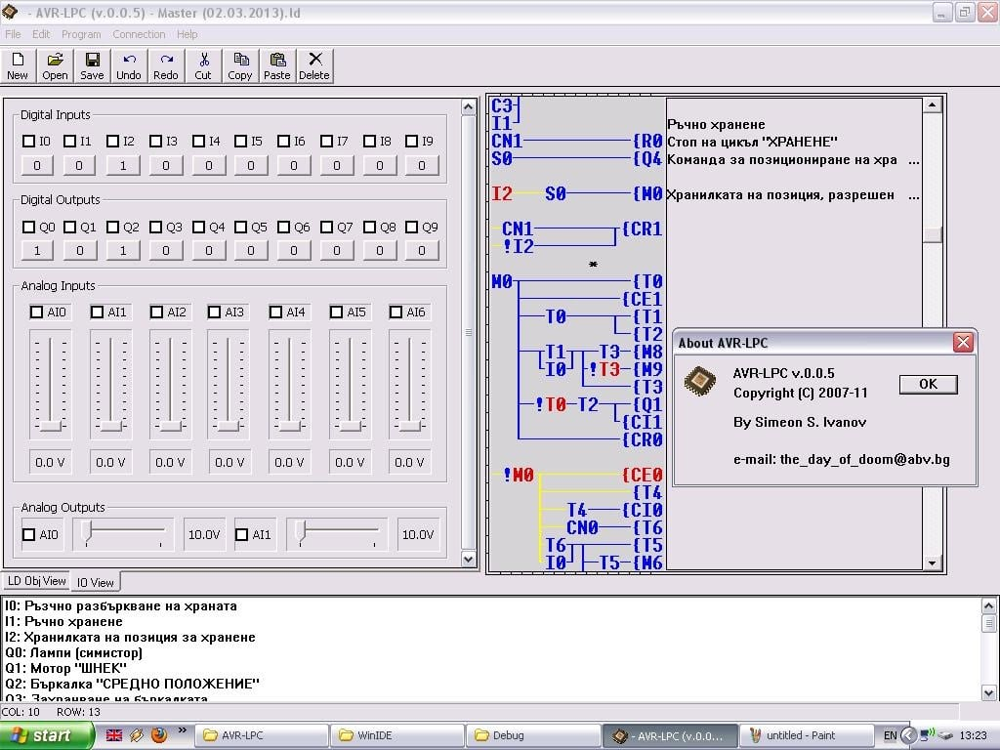 - AVR-LPC (v.0.0.5) - Master (02.03.2013).ld
File Edit Program Connection Help
New Open Save Undo Redo Cut Copy Paste Delete
Digital Inputs
I0 I1 I2 I3 I4 I5 I6 I7 I8 I9
0 0 1 0 0 0 0 0 0 0
Digital Outputs
Q0 Q1 Q2 Q3 Q4 Q5 Q6 Q7 Q8 Q9
1 0 1 0 0 0 0 0 0 0
Analog Inputs
AI0 AI1 AI2 AI3 AI4 AI5 AI6
0.0 V 0.0 V 0.0 V 0.0 V 0.0 V 0.0 V 0.0 V
Analog Outputs
AI0 10.0V AI1 10.0V
LD Obj View IO View
C3
I1 Ръчно хранене
CN1 {R0 Стоп на цикъл "ХРАНЕНЕ"
S0 {Q4 Команда за позициониране на хра ...
I2 S0 {M0 Хранилката на позиция, разрешен ...
CN1 {CR1
!I2
*
M0 {T0
{CE1
T0 {T1
{T2
T1 T3 {M8
I0 !T3 {M9
{T3
!T0 T2 {Q1
{CI1
{CR0
!M0 {CE0
{T4
T4 {CI0
CN0 {T6
T6 {T5
I0 T5 {M6
About AVR-LPC
AVR-LPC v.0.0.5
Copyright (C) 2007-11
OK
By Simeon S. Ivanov
e-mail: the_day_of_doom@abv.bg
I0: Ръзчно разбъркване на храната
I1: Ръчно хранене
I2: Хранилката на позиция за хранене
Q0: Лампи (симистор)
Q1: Мотор "ШНЕК"
Q2: Бъркалка "СРЕДНО ПОЛОЖЕНИЕ"
Q3: Захранване на бъркалката
COL: 10 ROW: 13
start » AVR-LPC WinIDE Debug - AVR-LPC (v.0.0.... untitled - Paint EN 13:23